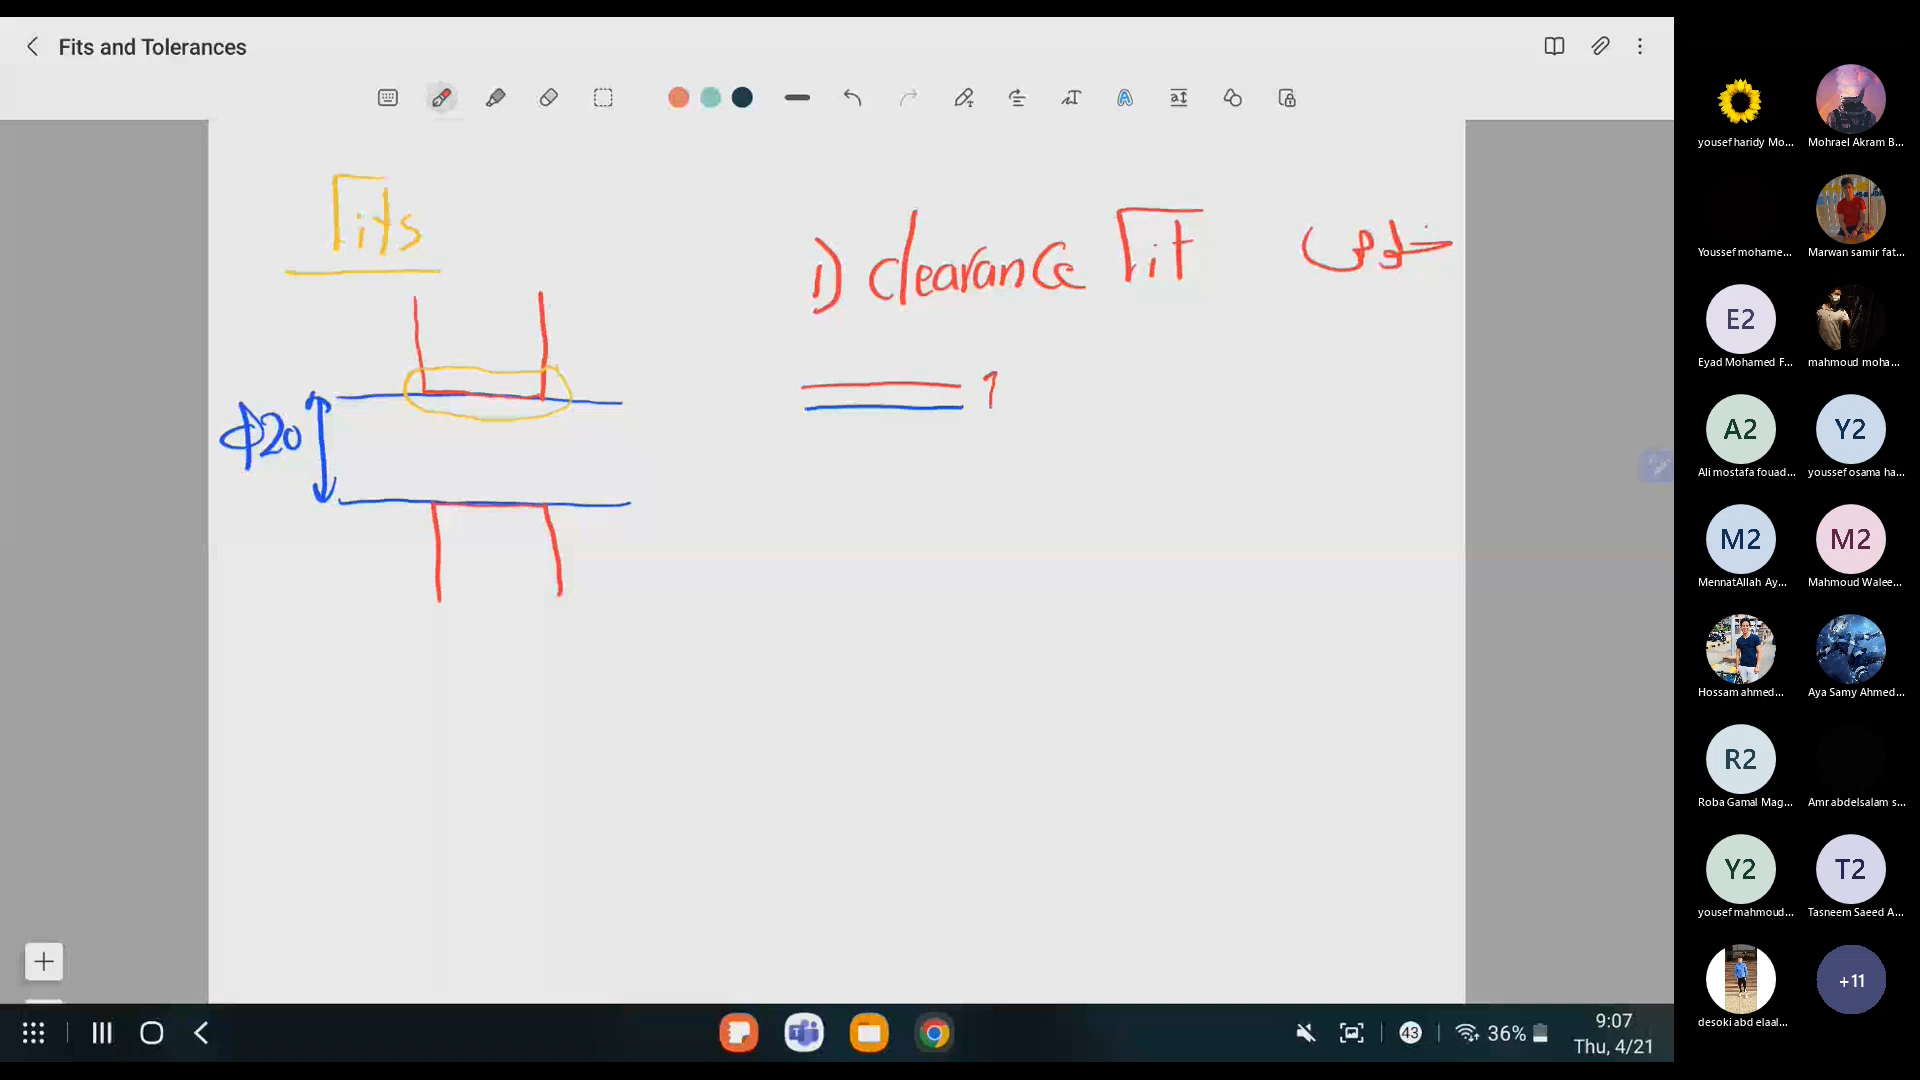 Fits and Tolerances
Fits
1) clearance Fit خلوص
1
Φ20
yousef haridy Mo...
Mohrael Akram B...
Youssef mohame...
Marwan samir fat...
E2
Eyad Mohamed F...
mahmoud moha...
A2
Ali mostafa fouad...
Y2
youssef osama ha...
M2
MennatAllah Ay...
M2
Mahmoud Walee...
Hossam ahmed...
Aya Samy Ahmed...
R2
Roba Gamal Mag...
Amr abdelsalam s...
Y2
yousef mahmoud...
T2
Tasneem Saeed A...
desoki abd elaal...
+11
43
36%
9:07
Thu, 4/21